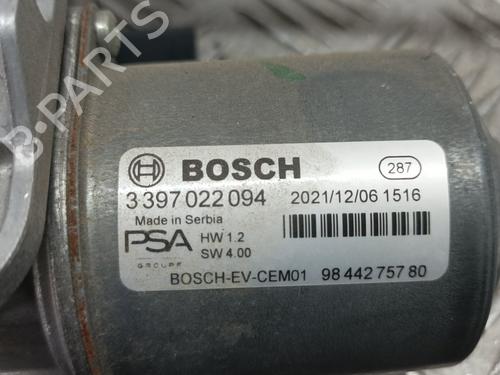 B-PARTS
BOSCH 287
3 397 022 094 2021/12/06 1516
Made in Serbia
PSA HW 1.2
GROUPE SW 4.00
BOSCH-EV-CEM01 98 442 757 80